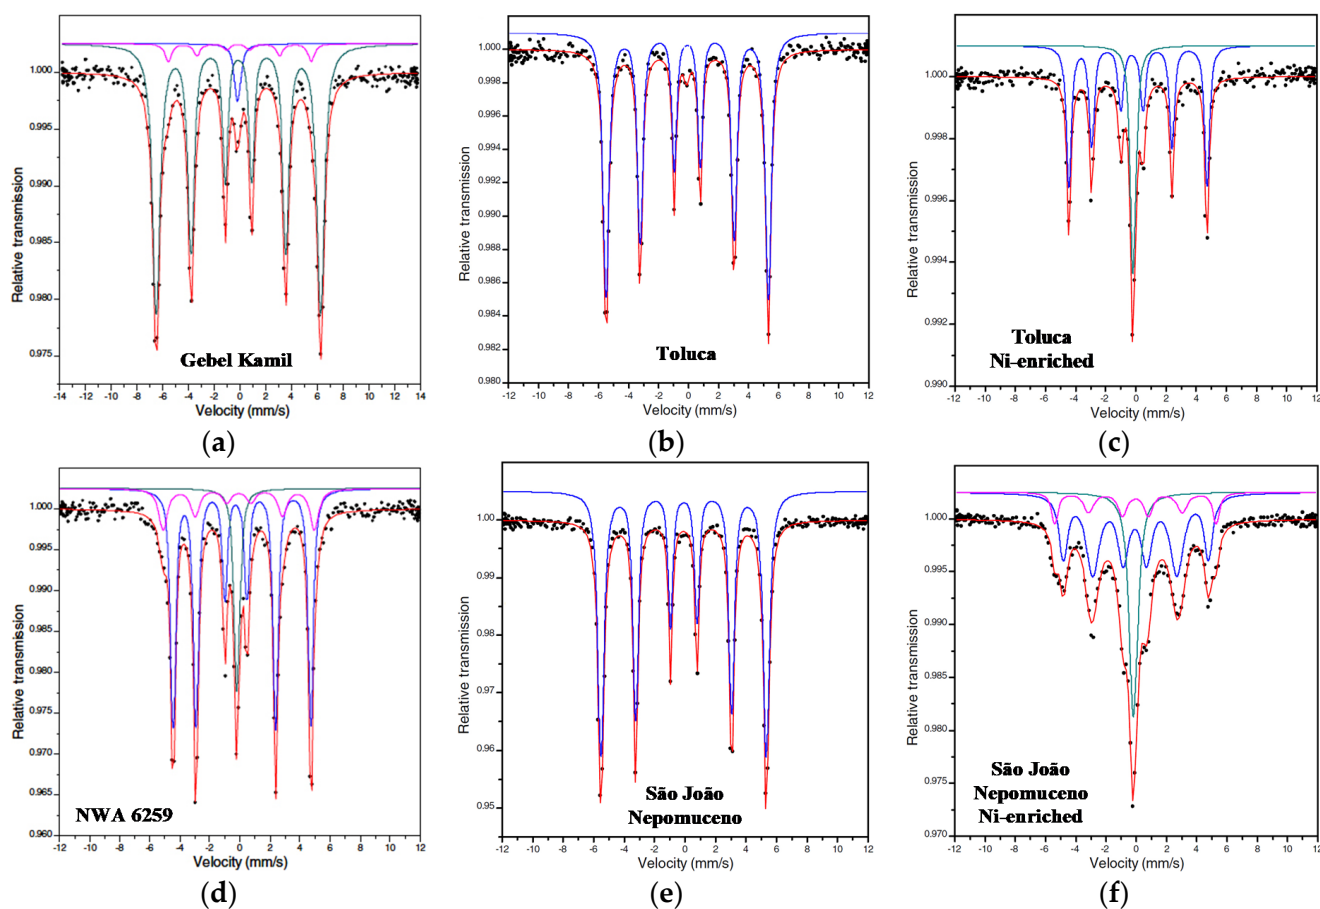 1.000
0.995
0.990
0.985
0.980
0.975
Relative transmission
Gebel Kamil
-14 -12 -10 -8 -6 -4 -2 0 2 4 6 8 10 12 14
Velocity (mm/s)
(a)
1.000
0.998
0.996
0.994
0.992
0.990
0.988
0.986
0.984
0.982
0.980
Relative transmission
Toluca
-12 -10 -8 -6 -4 -2 0 2 4 6 8 10 12
Velocity (mm/s)
(b)
1.000
0.998
0.996
0.994
0.992
0.990
Relative transmission
Toluca
Ni-enriched
-12 -10 -8 -6 -4 -2 0 2 4 6 8 10 12
Velocity (mm/s)
(c)
1.000
0.995
0.990
0.985
0.980
0.975
0.970
0.965
0.960
Relative transmission
NWA 6259
-12 -10 -8 -6 -4 -2 0 2 4 6 8 10 12
Velocity (mm/s)
(d)
1.00
0.99
0.98
0.97
0.96
0.95
Relative transmission
São João
Nepomuceno
-12 -10 -8 -6 -4 -2 0 2 4 6 8 10 12
Velocity (mm/s)
(e)
1.000
0.995
0.990
0.985
0.980
0.975
0.970
Relative transmission
São João
Nepomuceno
Ni-enriched
-12 -10 -8 -6 -4 -2 0 2 4 6 8 10 12
Velocity (mm/s)
(f)